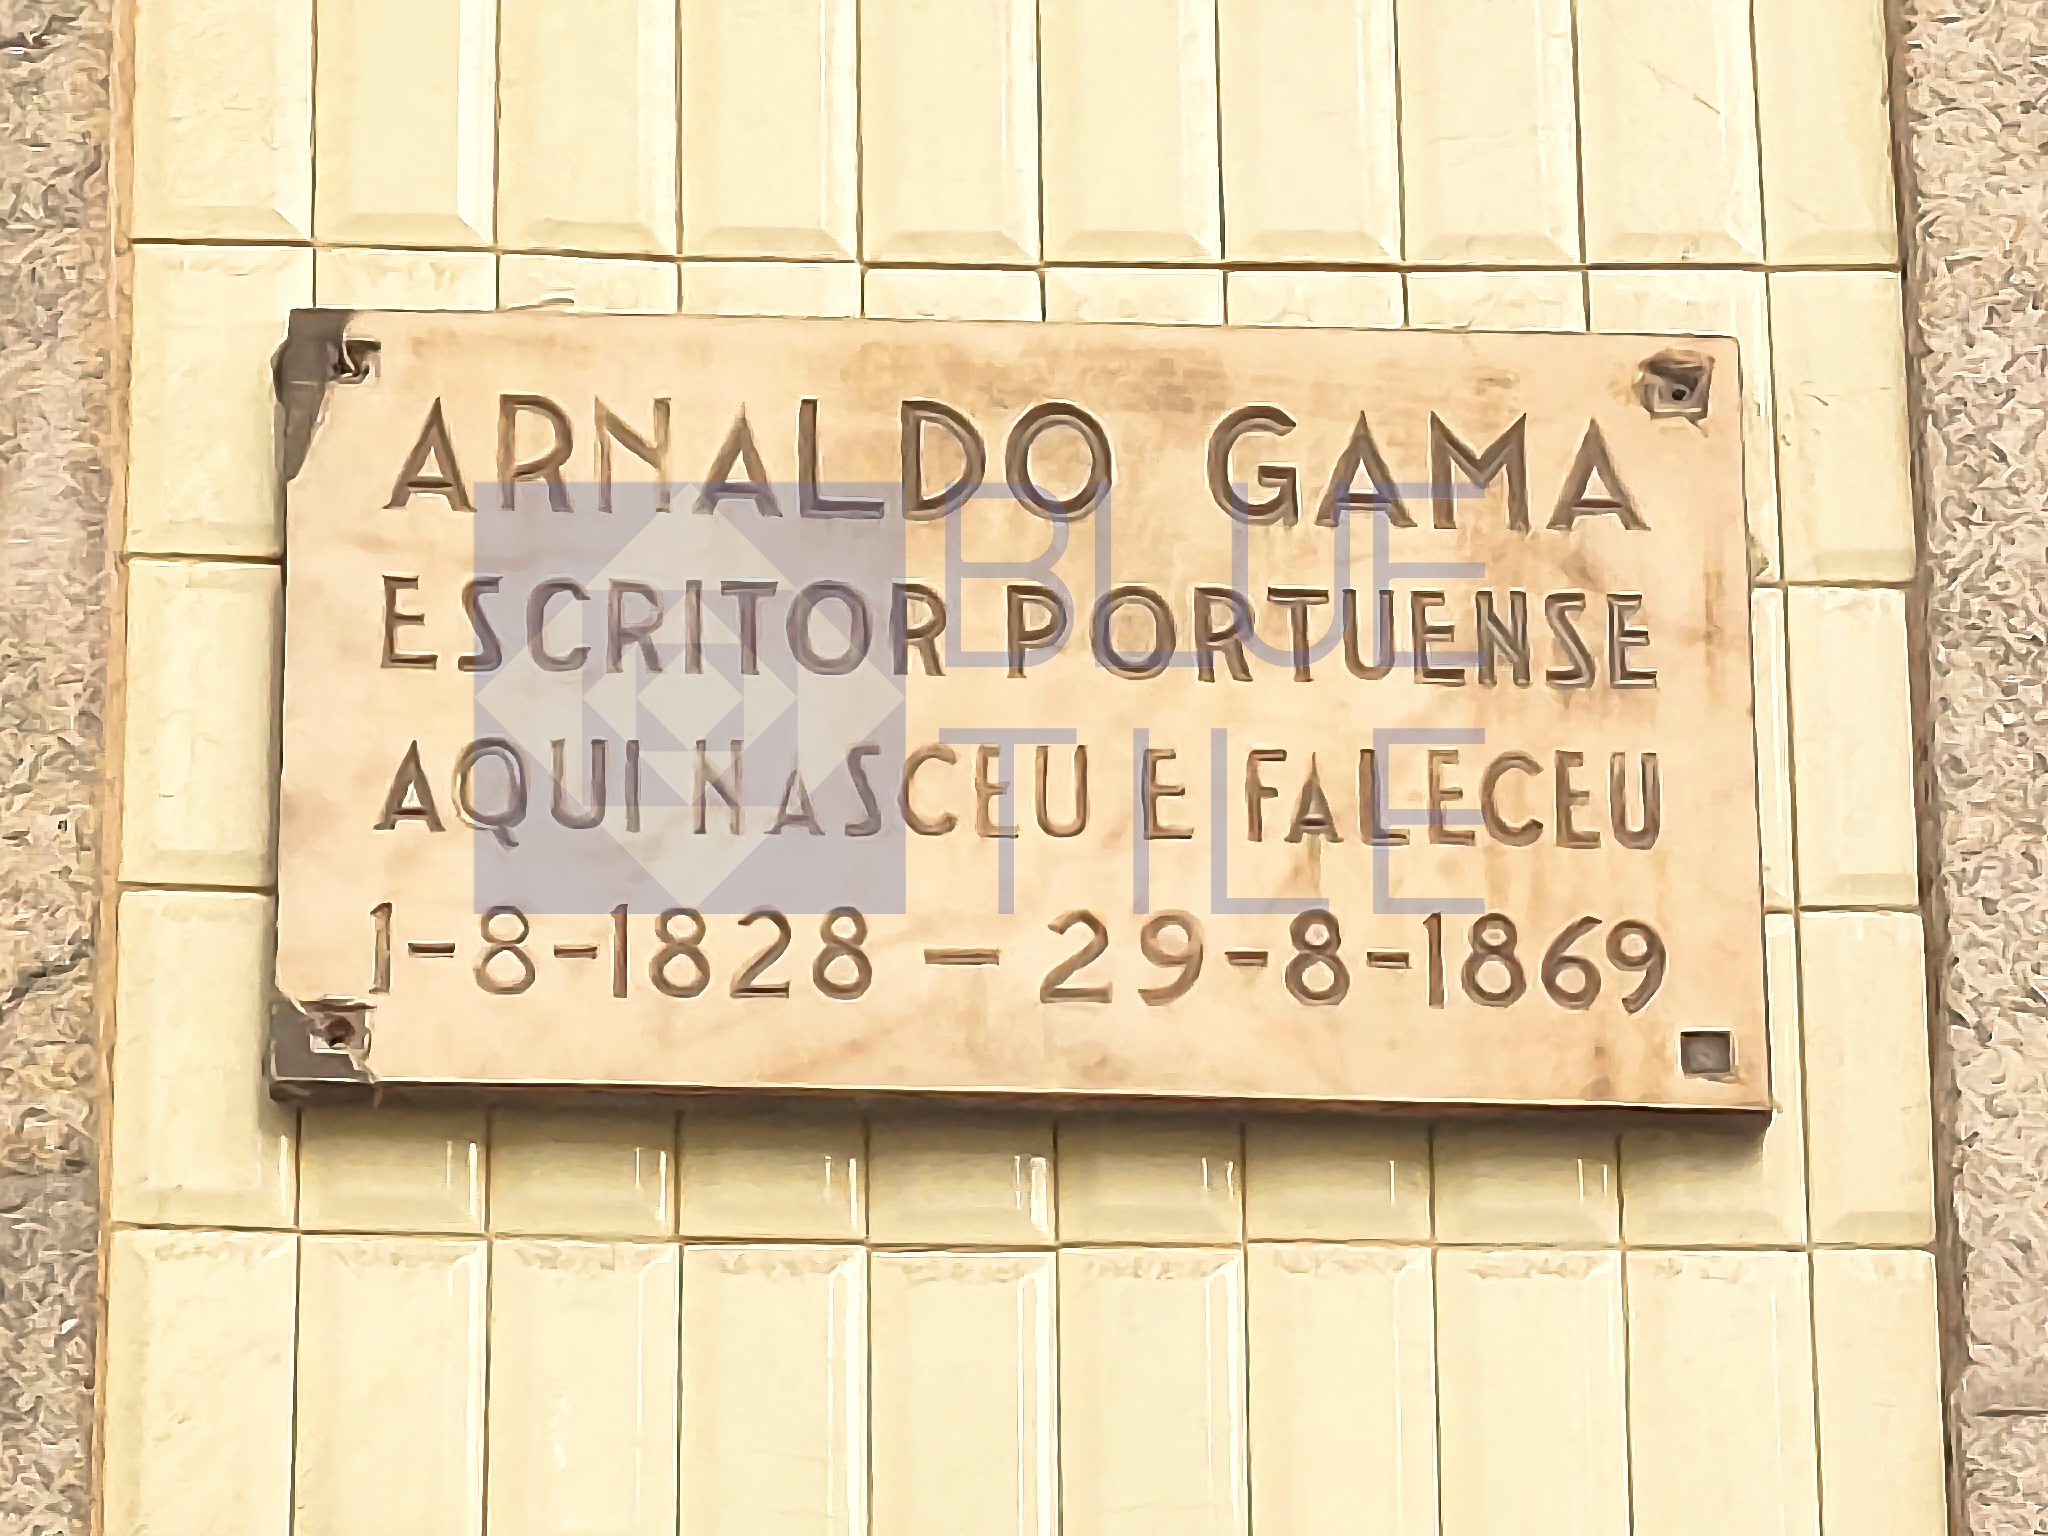 ARNALDO GAMA
ESCRITOR PORTUENSE
AQUI NASCEU E FALECEU
1-8-1828 — 29-8-1869
BLUE
TILE